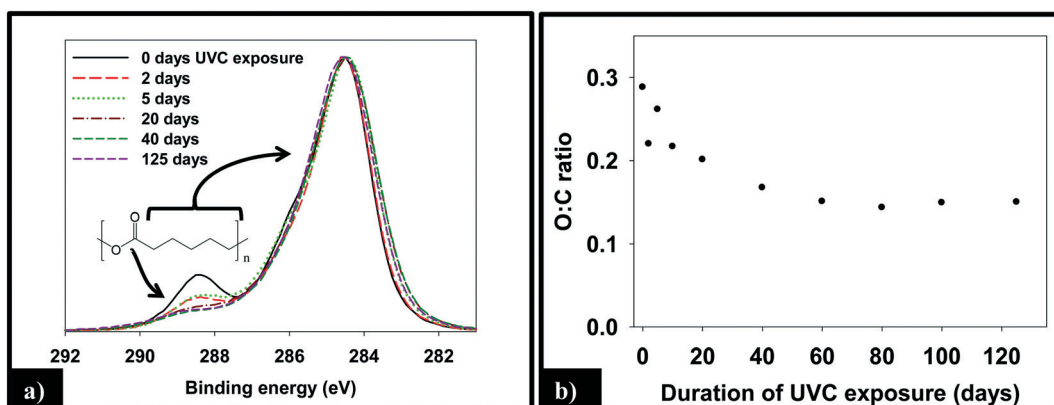 0 days UVC exposure
2 days
5 days
20 days
40 days
125 days
O
O
n
292 290 288 286 284 282
Binding energy (eV)
a)
0.3
0.2
0.1
0.0
O:C ratio
0 20 40 60 80 100 120
Duration of UVC exposure (days)
b)